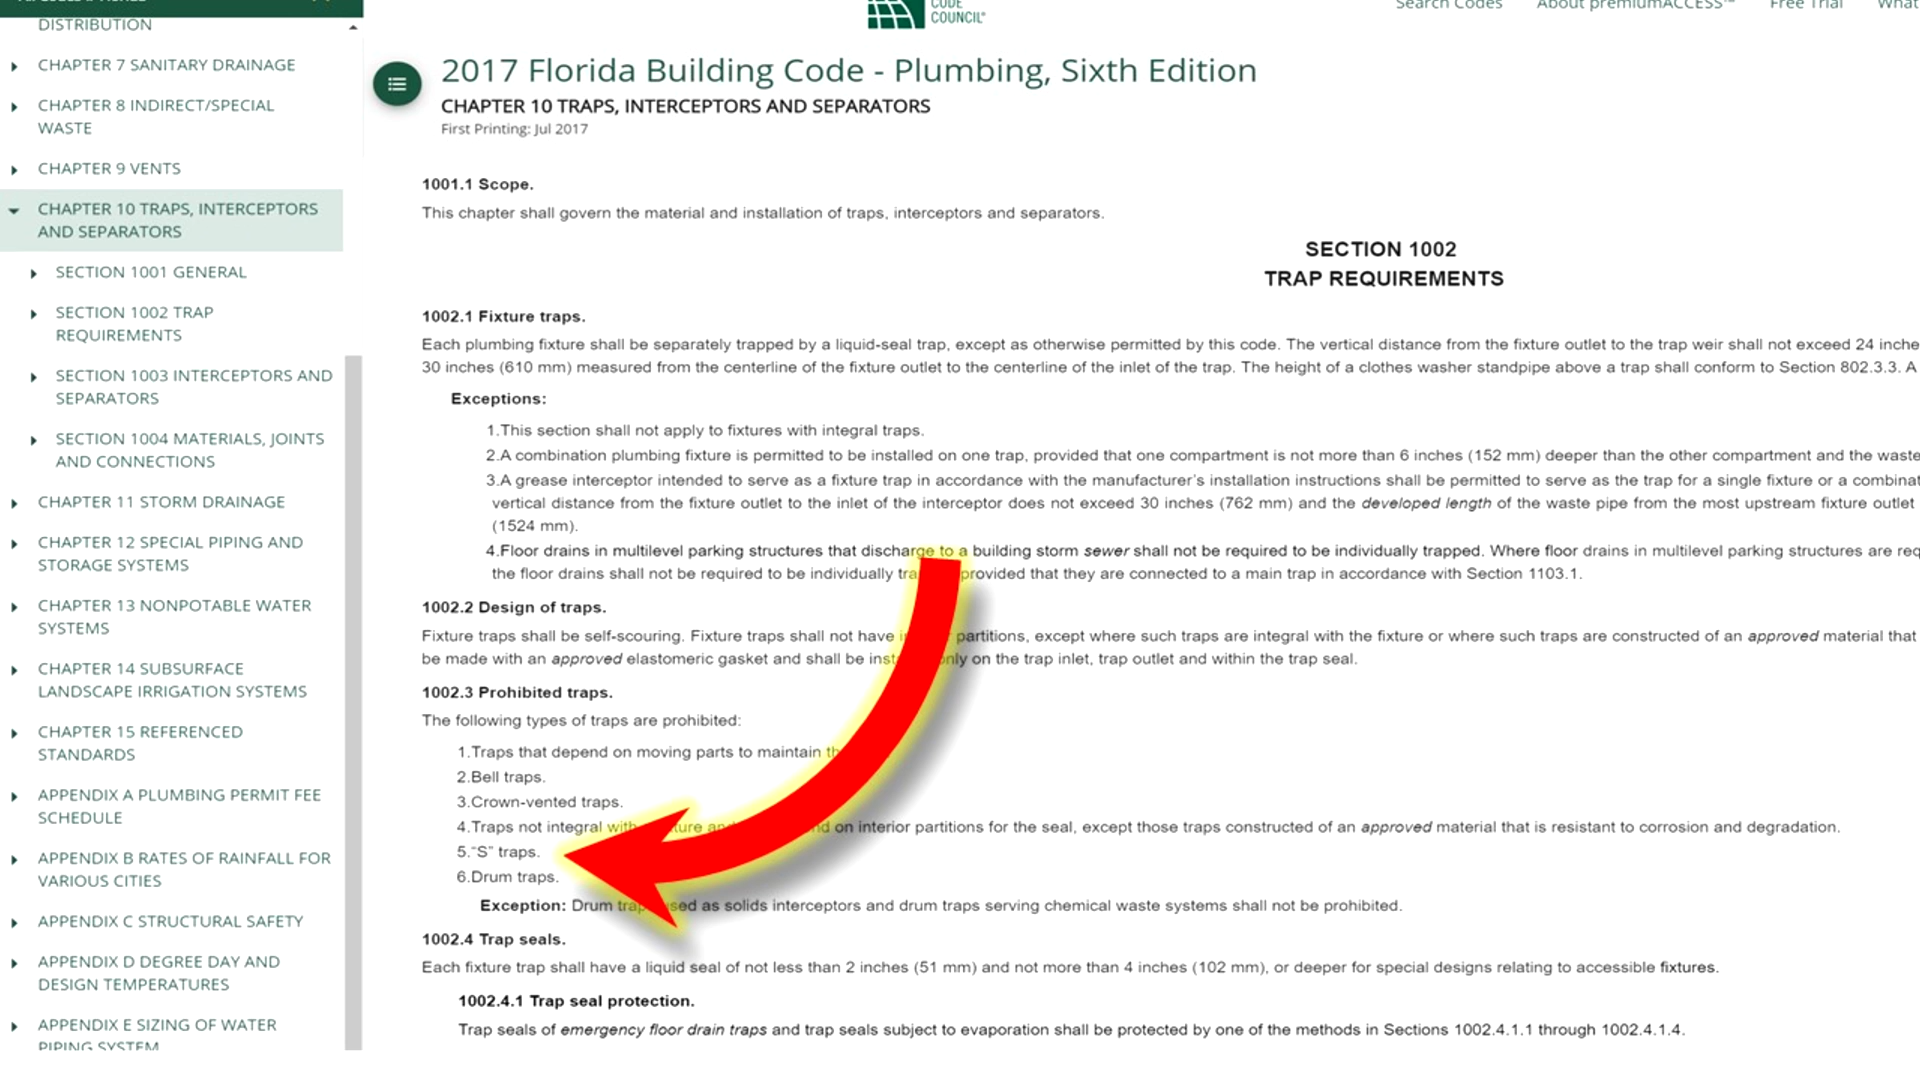 DISTRIBUTION
CHAPTER 7 SANITARY DRAINAGE
CHAPTER 8 INDIRECT/SPECIAL
WASTE
CHAPTER 9 VENTS
CHAPTER 10 TRAPS, INTERCEPTORS
AND SEPARATORS
SECTION 1001 GENERAL
SECTION 1002 TRAP
REQUIREMENTS
SECTION 1003 INTERCEPTORS AND
SEPARATORS
SECTION 1004 MATERIALS, JOINTS
AND CONNECTIONS
CHAPTER 11 STORM DRAINAGE
CHAPTER 12 SPECIAL PIPING AND
STORAGE SYSTEMS
CHAPTER 13 NONPOTABLE WATER
SYSTEMS
CHAPTER 14 SUBSURFACE
LANDSCAPE IRRIGATION SYSTEMS
CHAPTER 15 REFERENCED
STANDARDS
APPENDIX A PLUMBING PERMIT FEE
SCHEDULE
APPENDIX B RATES OF RAINFALL FOR
VARIOUS CITIES
APPENDIX C STRUCTURAL SAFETY
APPENDIX D DEGREE DAY AND
DESIGN TEMPERATURES
APPENDIX E SIZING OF WATER
PIPING SYSTEM
CODE
COUNCIL®
Search Codes About premiumACCESS™ Free Trial What
2017 Florida Building Code - Plumbing, Sixth Edition
CHAPTER 10 TRAPS, INTERCEPTORS AND SEPARATORS
First Printing: Jul 2017
1001.1 Scope.
This chapter shall govern the material and installation of traps, interceptors and separators.
SECTION 1002
TRAP REQUIREMENTS
1002.1 Fixture traps.
Each plumbing fixture shall be separately trapped by a liquid-seal trap, except as otherwise permitted by this code. The vertical distance from the fixture outlet to the trap weir shall not exceed 24 inche
30 inches (610 mm) measured from the centerline of the fixture outlet to the centerline of the inlet of the trap. The height of a clothes washer standpipe above a trap shall conform to Section 802.3.3. A
Exceptions:
1.This section shall not apply to fixtures with integral traps.
2.A combination plumbing fixture is permitted to be installed on one trap, provided that one compartment is not more than 6 inches (152 mm) deeper than the other compartment and the waste
3.A grease interceptor intended to serve as a fixture trap in accordance with the manufacturer's installation instructions shall be permitted to serve as the trap for a single fixture or a combinat
vertical distance from the fixture outlet to the inlet of the interceptor does not exceed 30 inches (762 mm) and the developed length of the waste pipe from the most upstream fixture outlet
(1524 mm).
4.Floor drains in multilevel parking structures that discharge to a building storm sewer shall not be required to be individually trapped. Where floor drains in multilevel parking structures are req
the floor drains shall not be required to be individually tra provided that they are connected to a main trap in accordance with Section 1103.1.
1002.2 Design of traps.
Fixture traps shall be self-scouring. Fixture traps shall not have partitions, except where such traps are integral with the fixture or where such traps are constructed of an approved material that
be made with an approved elastomeric gasket and shall be inst only on the trap inlet, trap outlet and within the trap seal.
1002.3 Prohibited traps.
The following types of traps are prohibited:
1.Traps that depend on moving parts to maintain th
2.Bell traps.
3.Crown-vented traps.
4.Traps not integral with on interior partitions for the seal, except those traps constructed of an approved material that is resistant to corrosion and degradation.
5."S" traps.
6.Drum traps.
Exception: Drum traps used as solids interceptors and drum traps serving chemical waste systems shall not be prohibited.
1002.4 Trap seals.
Each fixture trap shall have a liquid seal of not less than 2 inches (51 mm) and not more than 4 inches (102 mm), or deeper for special designs relating to accessible fixtures.
1002.4.1 Trap seal protection.
Trap seals of emergency floor drain traps and trap seals subject to evaporation shall be protected by one of the methods in Sections 1002.4.1.1 through 1002.4.1.4.